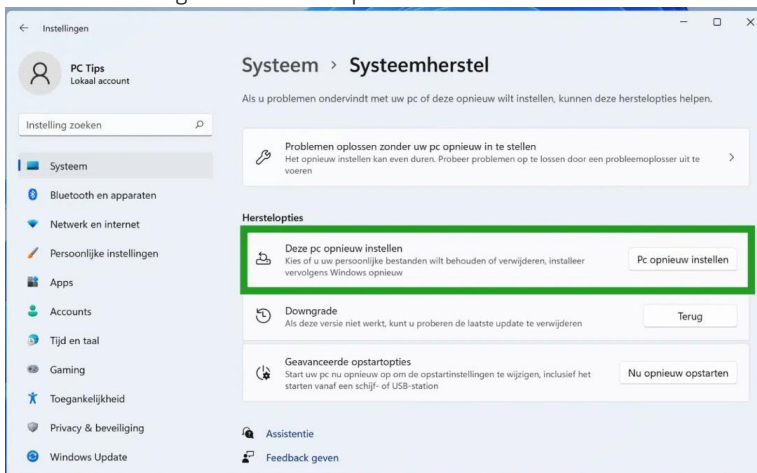 Instellingen
PC Tips
Lokaal account
Instelling zoeken
Systeem
Bluetooth en apparaten
Netwerk en internet
Persoonlijke instellingen
Apps
Accounts
Tijd en taal
Gaming
Toegankelijkheid
Privacy & beveiliging
Windows Update
Systeem > Systeemherstel
Als u problemen ondervindt met uw pc of deze opnieuw wilt instellen, kunnen deze herstelopties helpen.
Problemen oplossen zonder uw pc opnieuw in te stellen
Het opnieuw instellen kan even duren. Probeer problemen op te lossen door een probleemoplosser uit te
voeren
Herstelopties
Deze pc opnieuw instellen
Kies of u uw persoonlijke bestanden wilt behouden of verwijderen, installeer
vervolgens Windows opnieuw
Pc opnieuw instellen
Downgrade
Als deze versie niet werkt, kunt u proberen de laatste update te verwijderen
Terug
Geavanceerde opstartopties
Start uw pc nu opnieuw op om de opstartinstellingen te wijzigen, inclusief het
starten vanaf een schijf- of USB-station
Nu opnieuw opstarten
Assistentie
Feedback geven